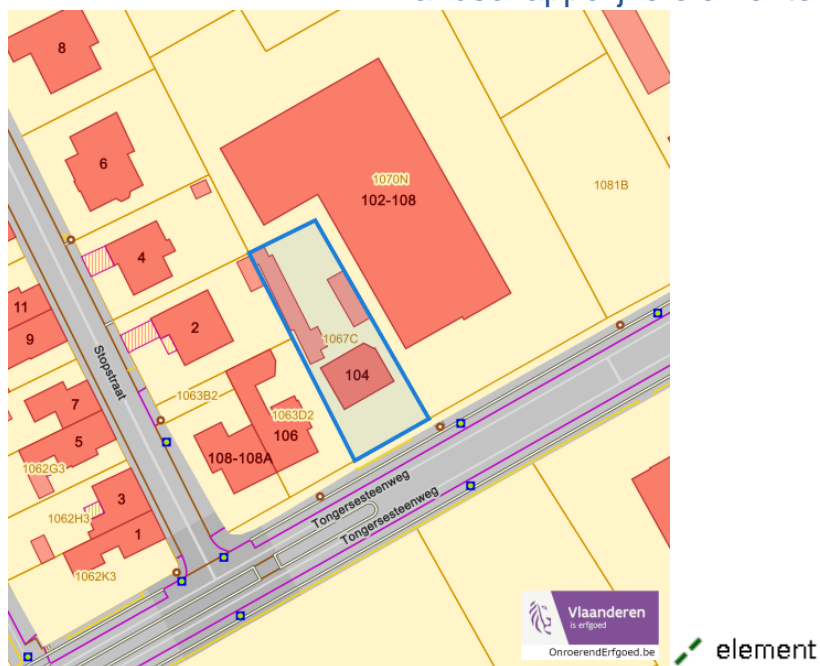 8
6
1070N
102-108
1081B
4
11
9
2
1067C
104
Stopstraat
1063B2
7
5
1063D2
106
108-108A
1062G3
3
1062H3
1
1062K3
Tongersesteenweg
Tongersesteenweg
Vlaanderen
is erfgoed
OnroerendErfgoed.be
element